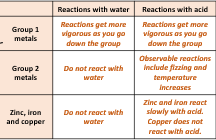 Reactions with water
Reactions with acid
Group 1
metals
Reactions get more
vigorous as you go
down the group
Reactions get more
vigorous as you go
down the group
Group 2
metals
Do not react with
water
Observable reactions
include fizzing and
temperature
increases
Zinc, iron
and copper
Do not react with
water
Zinc and iron react
slowly with acid.
Copper does not
react with acid.